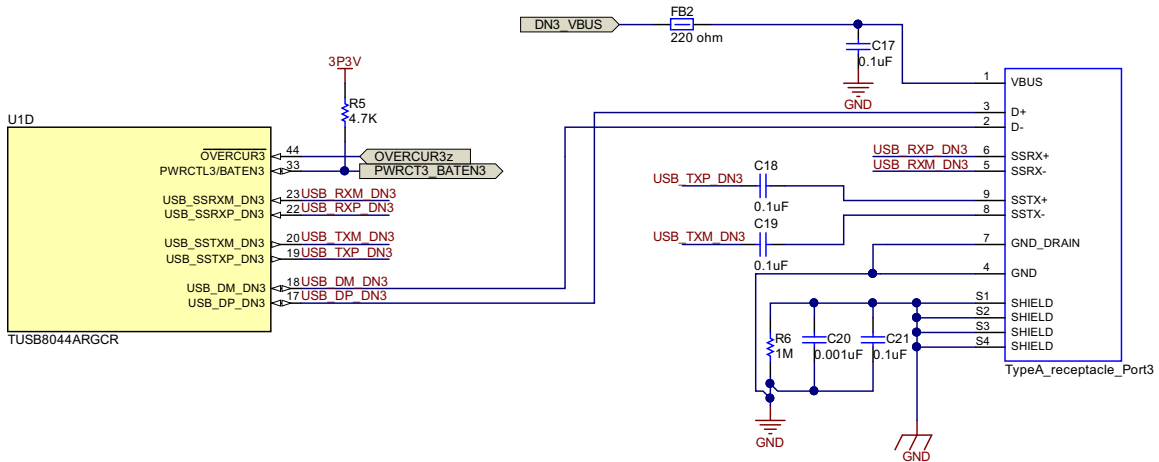 DN3_VBUS
FB2
220 ohm
C17
0.1uF
GND
3P3V
R5
4.7K
U1D
OVERCUR3
44
OVERCUR3z
PWRCTL3/BATEN3
33
PWRCT3_BATEN3
USB_SSRXM_DN3
23
USB_RXM_DN3
USB_SSRXP_DN3
22
USB_RXP_DN3
USB_SSTXM_DN3
20
USB_TXM_DN3
USB_SSTXP_DN3
19
USB_TXP_DN3
USB_DM_DN3
18
USB_DM_DN3
USB_DP_DN3
17
USB_DP_DN3
TUSB8044ARGCR
1
VBUS
3
D+
2
D-
USB_RXP_DN3
6
SSRX+
USB_RXM_DN3
5
SSRX-
USB_TXP_DN3
C18
0.1uF
9
SSTX+
8
SSTX-
USB_TXM_DN3
C19
0.1uF
7
GND_DRAIN
4
GND
S1
SHIELD
S2
SHIELD
S3
SHIELD
S4
SHIELD
TypeA_receptacle_Port3
R6
1M
C20
0.001uF
C21
0.1uF
GND
GND